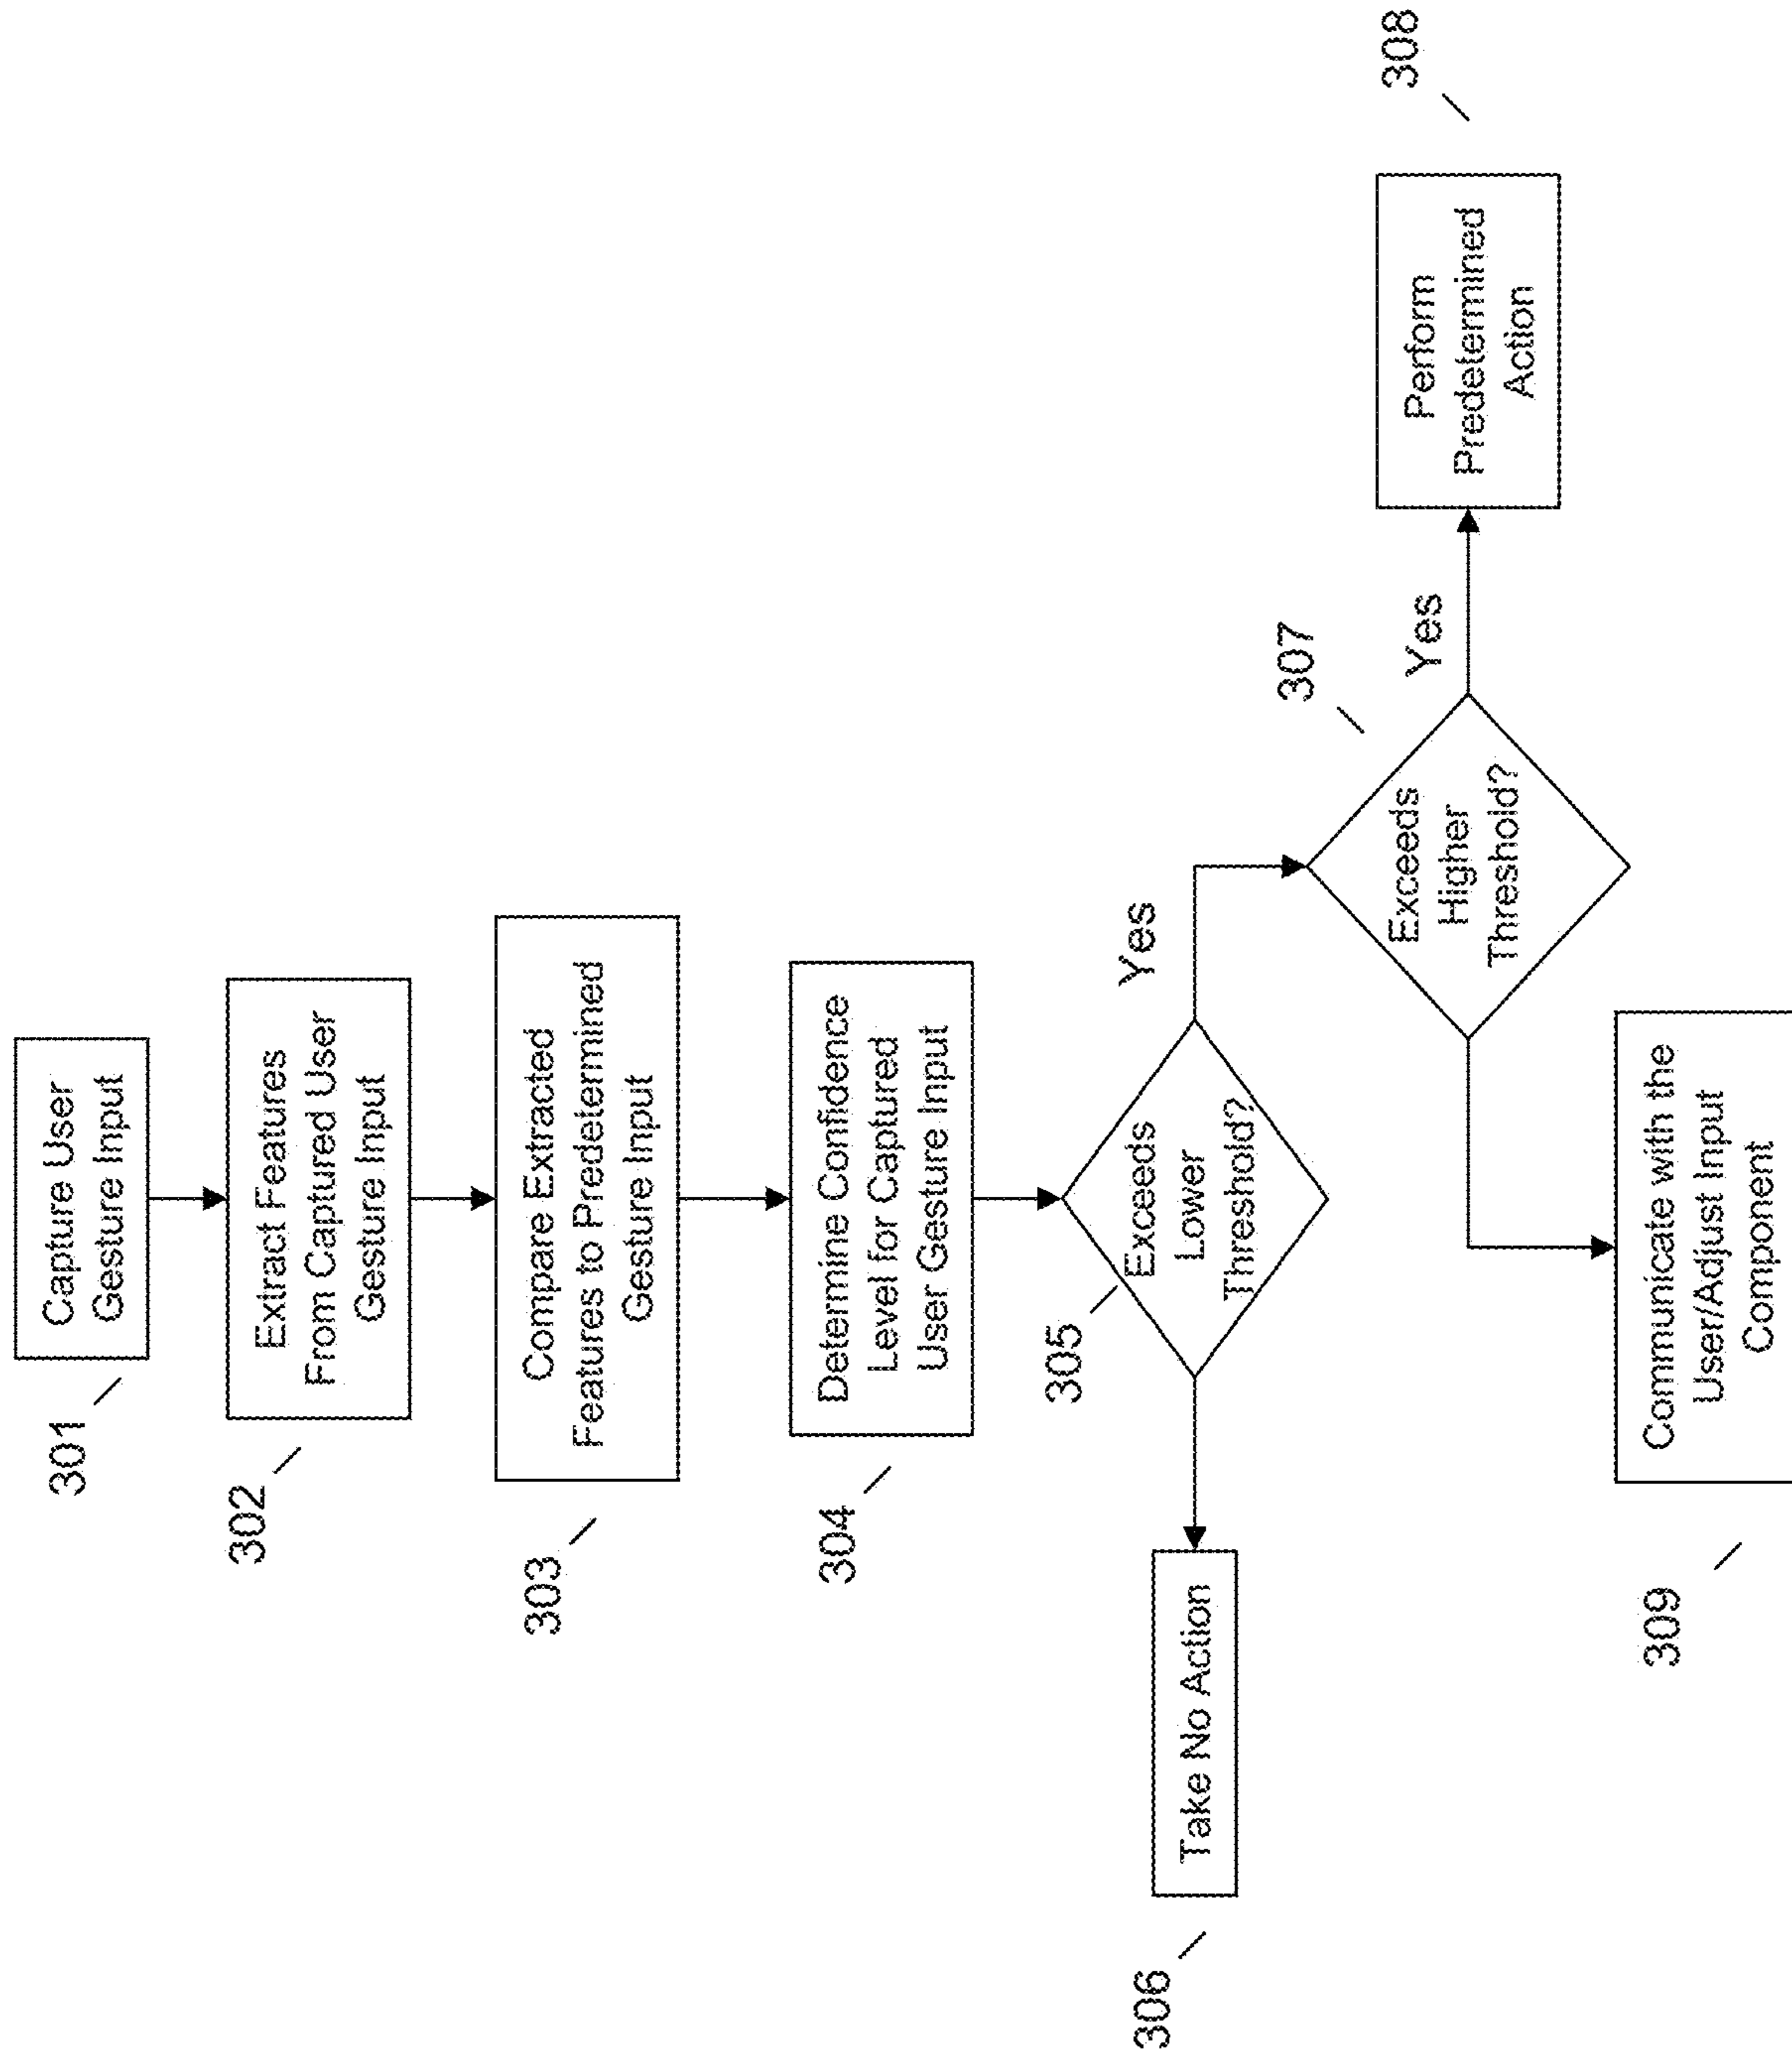 301
Capture User
Gesture Input
302
Extract Features
From Captured User
Gesture Input
303
Compare Extracted
Features to Predetermined
Gesture Input
304
Determine Confidence
Level for Captured
User Gesture Input
305
Exceeds
Lower
Threshold?
Yes
306
Take No Action
307
Exceeds
Higher
Threshold?
Yes
308
Perform
Predetermined
Action
309
Communicate with the
User/Adjust Input
Component